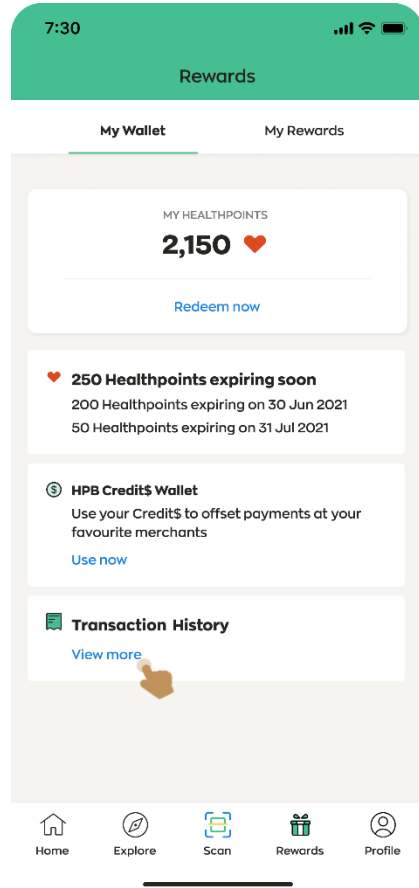 7:30
Rewards
My Wallet
My Rewards
MY HEALTHPOINTS
2,150
Redeem now
250 Healthpoints expiring soon
200 Healthpoints expiring on 30 Jun 2021
50 Healthpoints expiring on 31 Jul 2021
$ HPB Credit$ Wallet
Use your Credit$ to offset payments at your
favourite merchants
Use now
Transaction History
View more
Home
Explore
Scan
Rewards
Profile